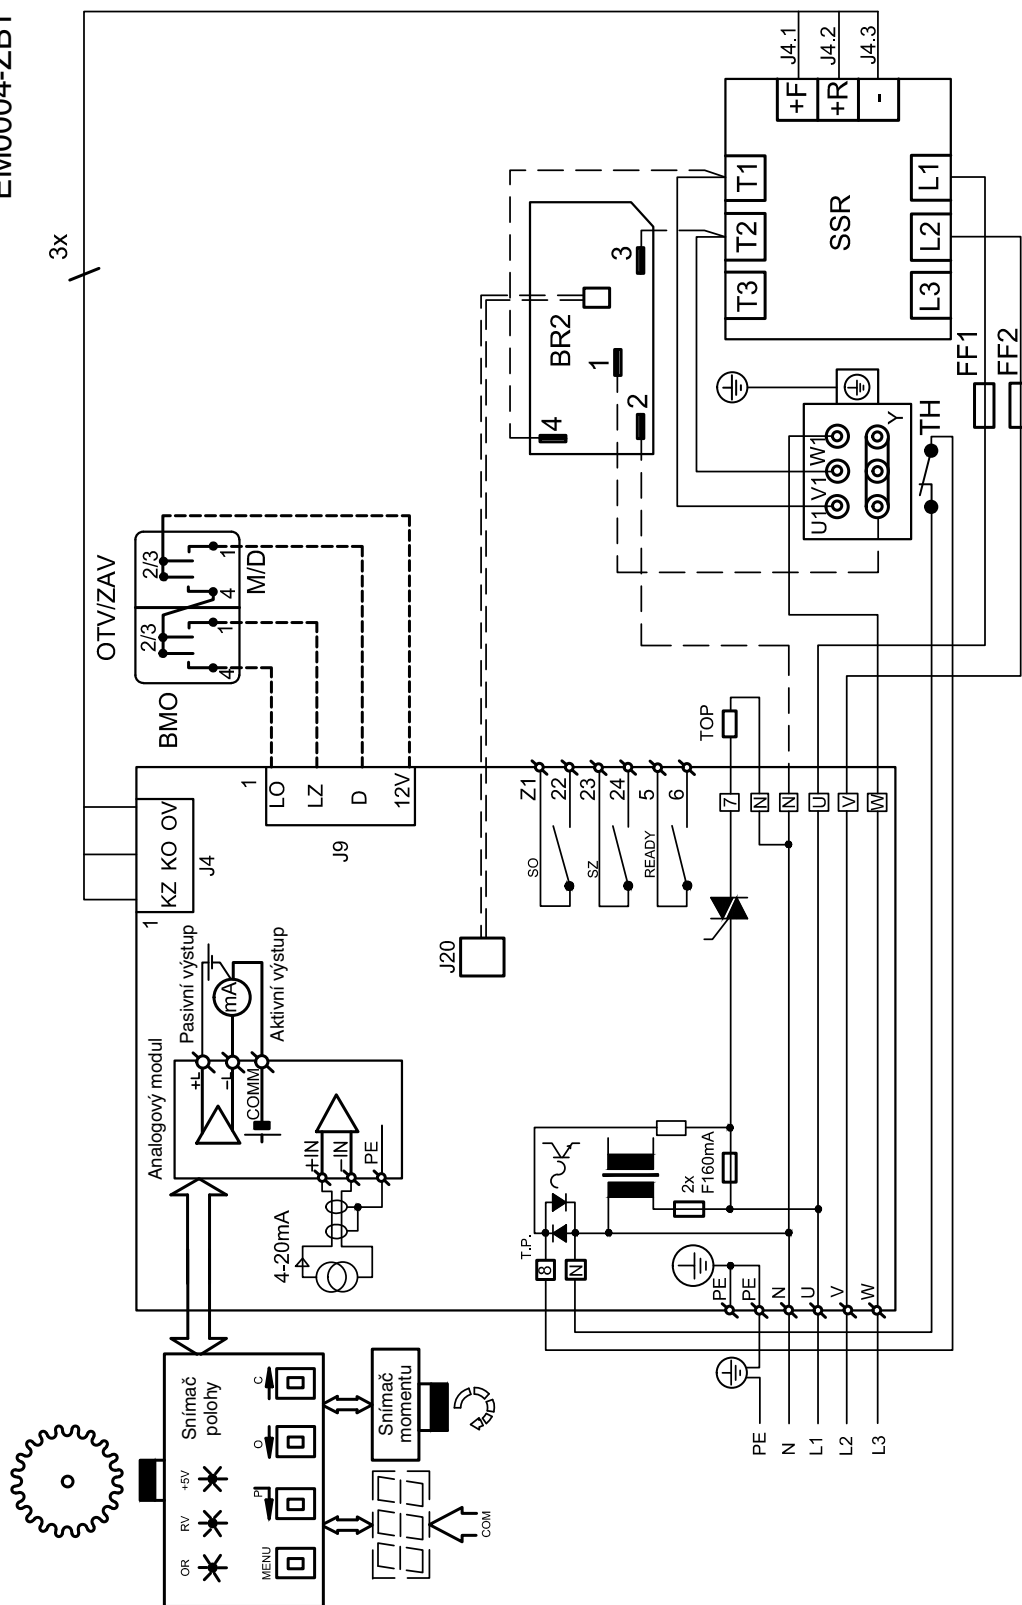 EM0004-ZB1
3x
J4.1
J4.2
J4.3
+F
+R
-
T1
T2
T3
SSR
L1
L2
L3
FF1
FF2
3
BR2
1
2
4
TH
U1
V1
W1
Y
OTV/ZAV
2/3
2/3
1
4
1
4
M/D
BMO
1
KZ KO OV
J4
1
LO
LZ
D
12V
J9
J20
Z1
22
23
24
5
6
SO
SZ
READY
TOP
7
N
N
U
V
W
Analogový modul
Pasivní výstup
Aktivní výstup
mA
+L
-L
COMM
+IN
-IN
PE
4-20mA
T.P.
8
N
2x
F160mA
PE
PE
N
U
V
W
PE
N
L1
L2
L3
Snímač
polohy
+5V
RV
OR
C
O
P
MENU
Snímač
momentu
COM